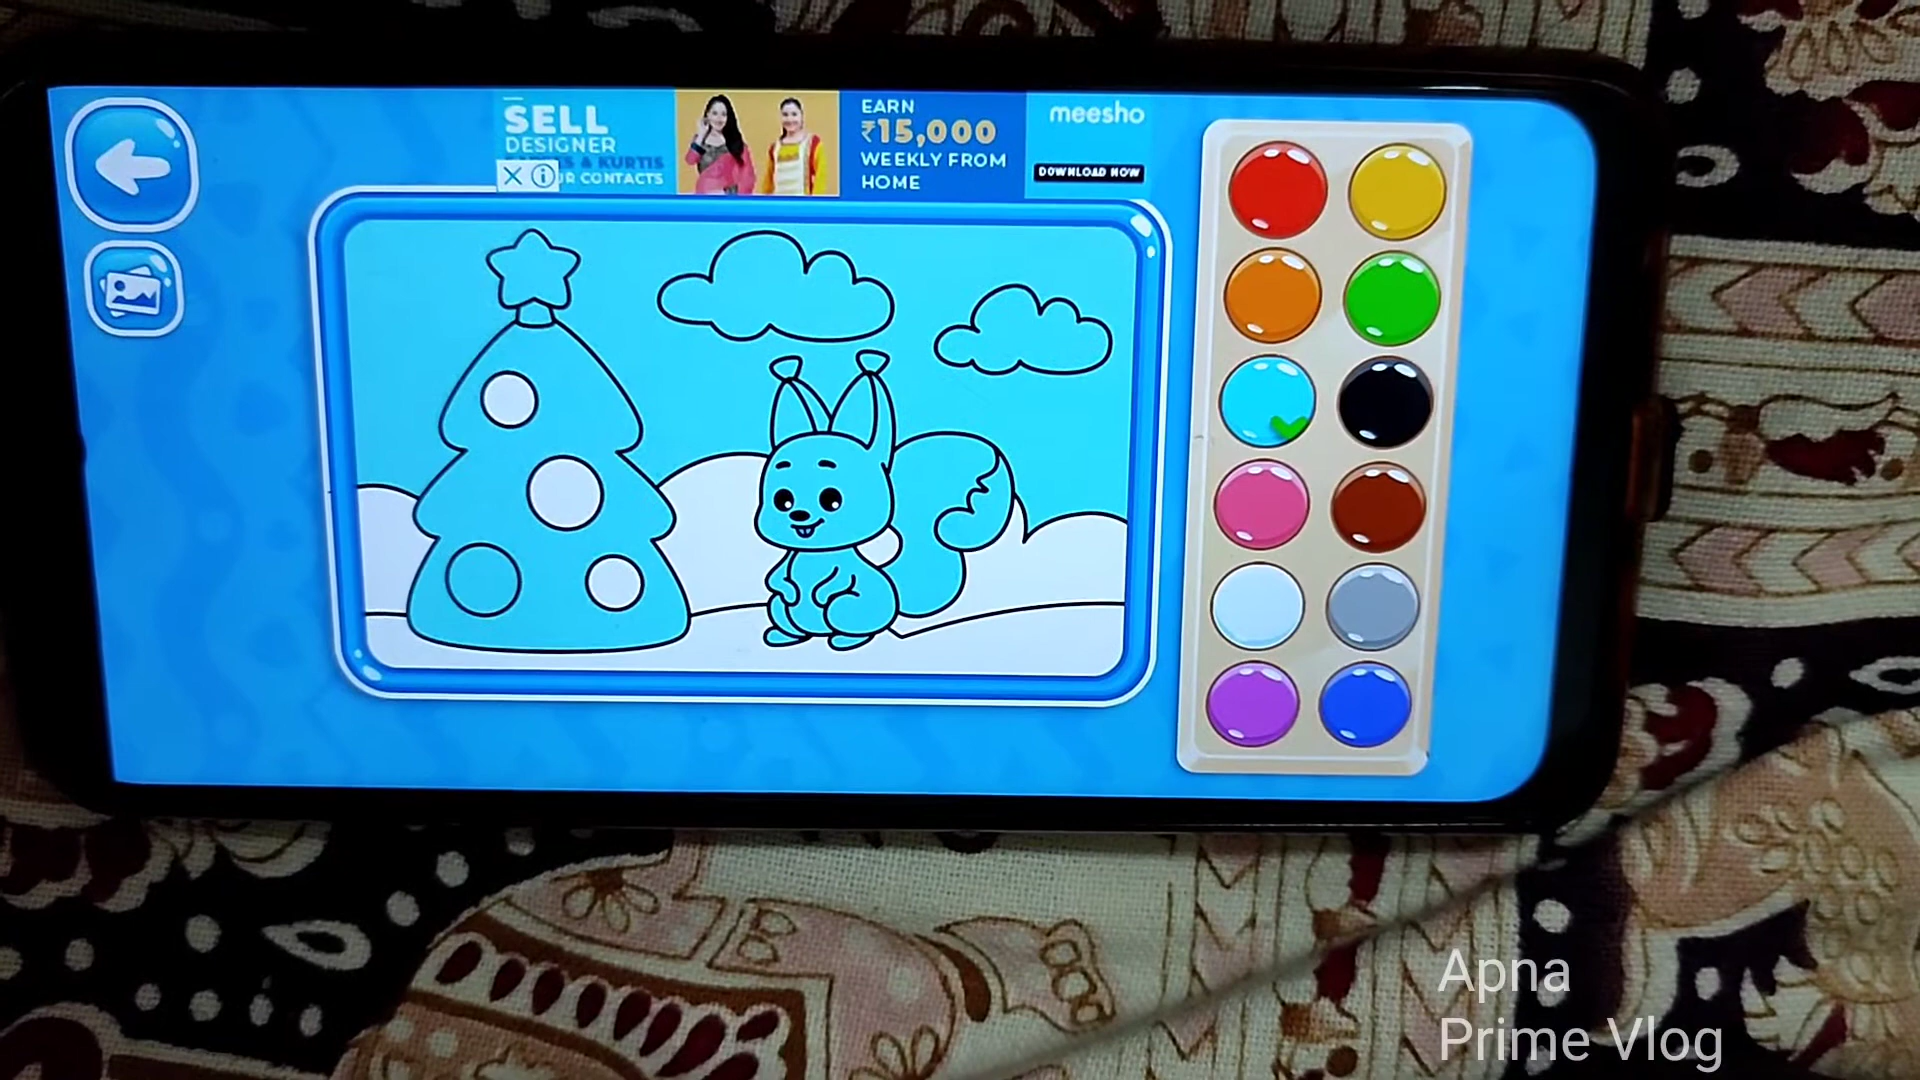 SELL
DESIGNER
& KURTIS
CONTACTS
EARN
₹15,000
WEEKLY FROM
HOME
meesho
DOWNLOAD NOW
Apna
Prime Vlog